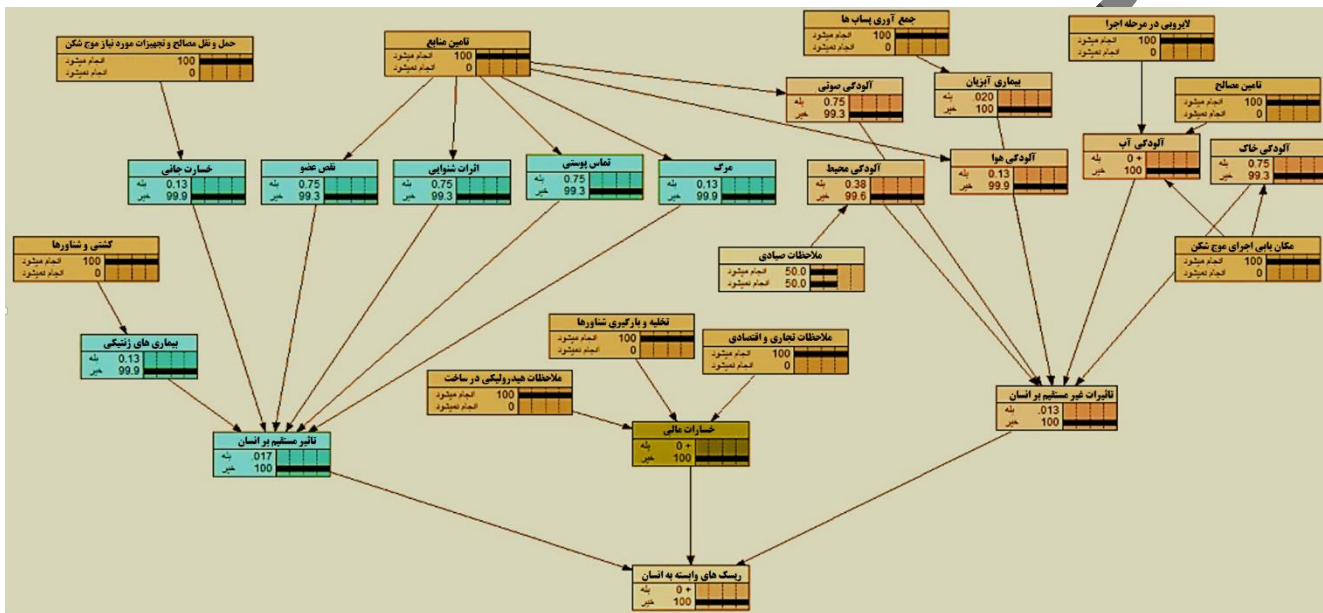 حمل و نقل مصالح و تجهیزات مورد نیاز موج شکن
انجام میشود 100
انجام نمیشود 0
تامین منابع
انجام میشود 100
انجام نمیشود 0
جمع آوری پساب ها
انجام میشود 100
انجام نمیشود 0
لایروبی در مرحله اجرا
انجام میشود 100
انجام نمیشود 0
آلودگی صوتی
بله 0.75
خیر 99.3
بیماری آبزیان
بله .020
خیر 100
تامین مصالح
انجام میشود 100
انجام نمیشود 0
خسارت جانی
بله 0.13
خیر 99.9
نقص عضو
بله 0.75
خیر 99.3
اثرات شنوایی
بله 0.75
خیر 99.3
تماس پوستی
بله 0.75
خیر 99.3
مرگ
بله 0.13
خیر 99.9
آلودگی محیط
بله 0.38
خیر 99.6
آلودگی هوا
بله 0.13
خیر 99.9
آلودگی آب
بله 0 +
خیر 100
آلودگی خاک
بله 0.75
خیر 99.3
کشتی و شناورها
انجام میشود 100
انجام نمیشود 0
ملاحظات صیادی
انجام میشود 50.0
انجام نمیشود 50.0
مکان یابی اجرای موج شکن
انجام میشود 100
انجام نمیشود 0
بیماری های ژنتیکی
بله 0.13
خیر 99.9
تخلیه و بارگیری شناورها
انجام میشود 100
انجام نمیشود 0
ملاحظات تجاری و اقتصادی
انجام میشود 100
انجام نمیشود 0
ملاحظات هیدرولیکی در ساخت
انجام میشود 100
انجام نمیشود 0
تاثیرات غیر مستقیم بر انسان
بله .013
خیر 100
تاثیر مستقیم بر انسان
بله .017
خیر 100
خسارات مالی
بله 0 +
خیر 100
ریسک های وابسته به انسان
بله 0 +
خیر 100